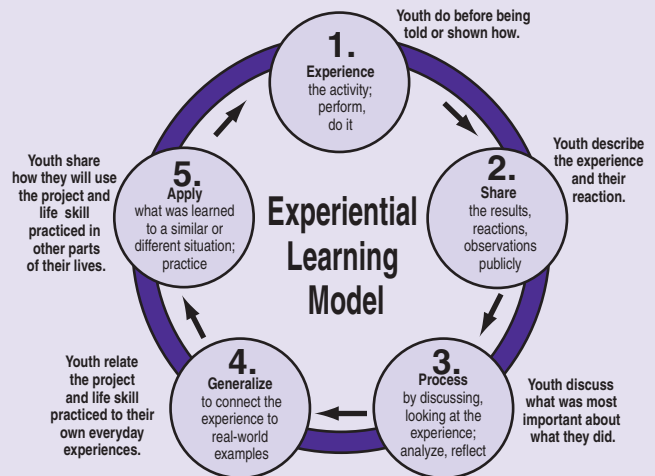 1.
Experience
the activity;
perform,
do it
Youth do before being
told or shown how.
2.
Share
the results,
reactions,
observations
publicly
Youth describe
the experience
and their
reaction.
3.
Process
by discussing,
looking at the
experience;
analyze, reflect
Youth discuss
what was most
important about
what they did.
4.
Generalize
to connect the
experience to
real-world
examples
Youth relate
the project
and life skill
practiced to their
own everyday
experiences.
5.
Apply
what was learned
to a similar or
different situation;
practice
Youth share
how they will use
the project and
life skill
practiced in
other parts
of their lives.
Experiential
Learning
Model